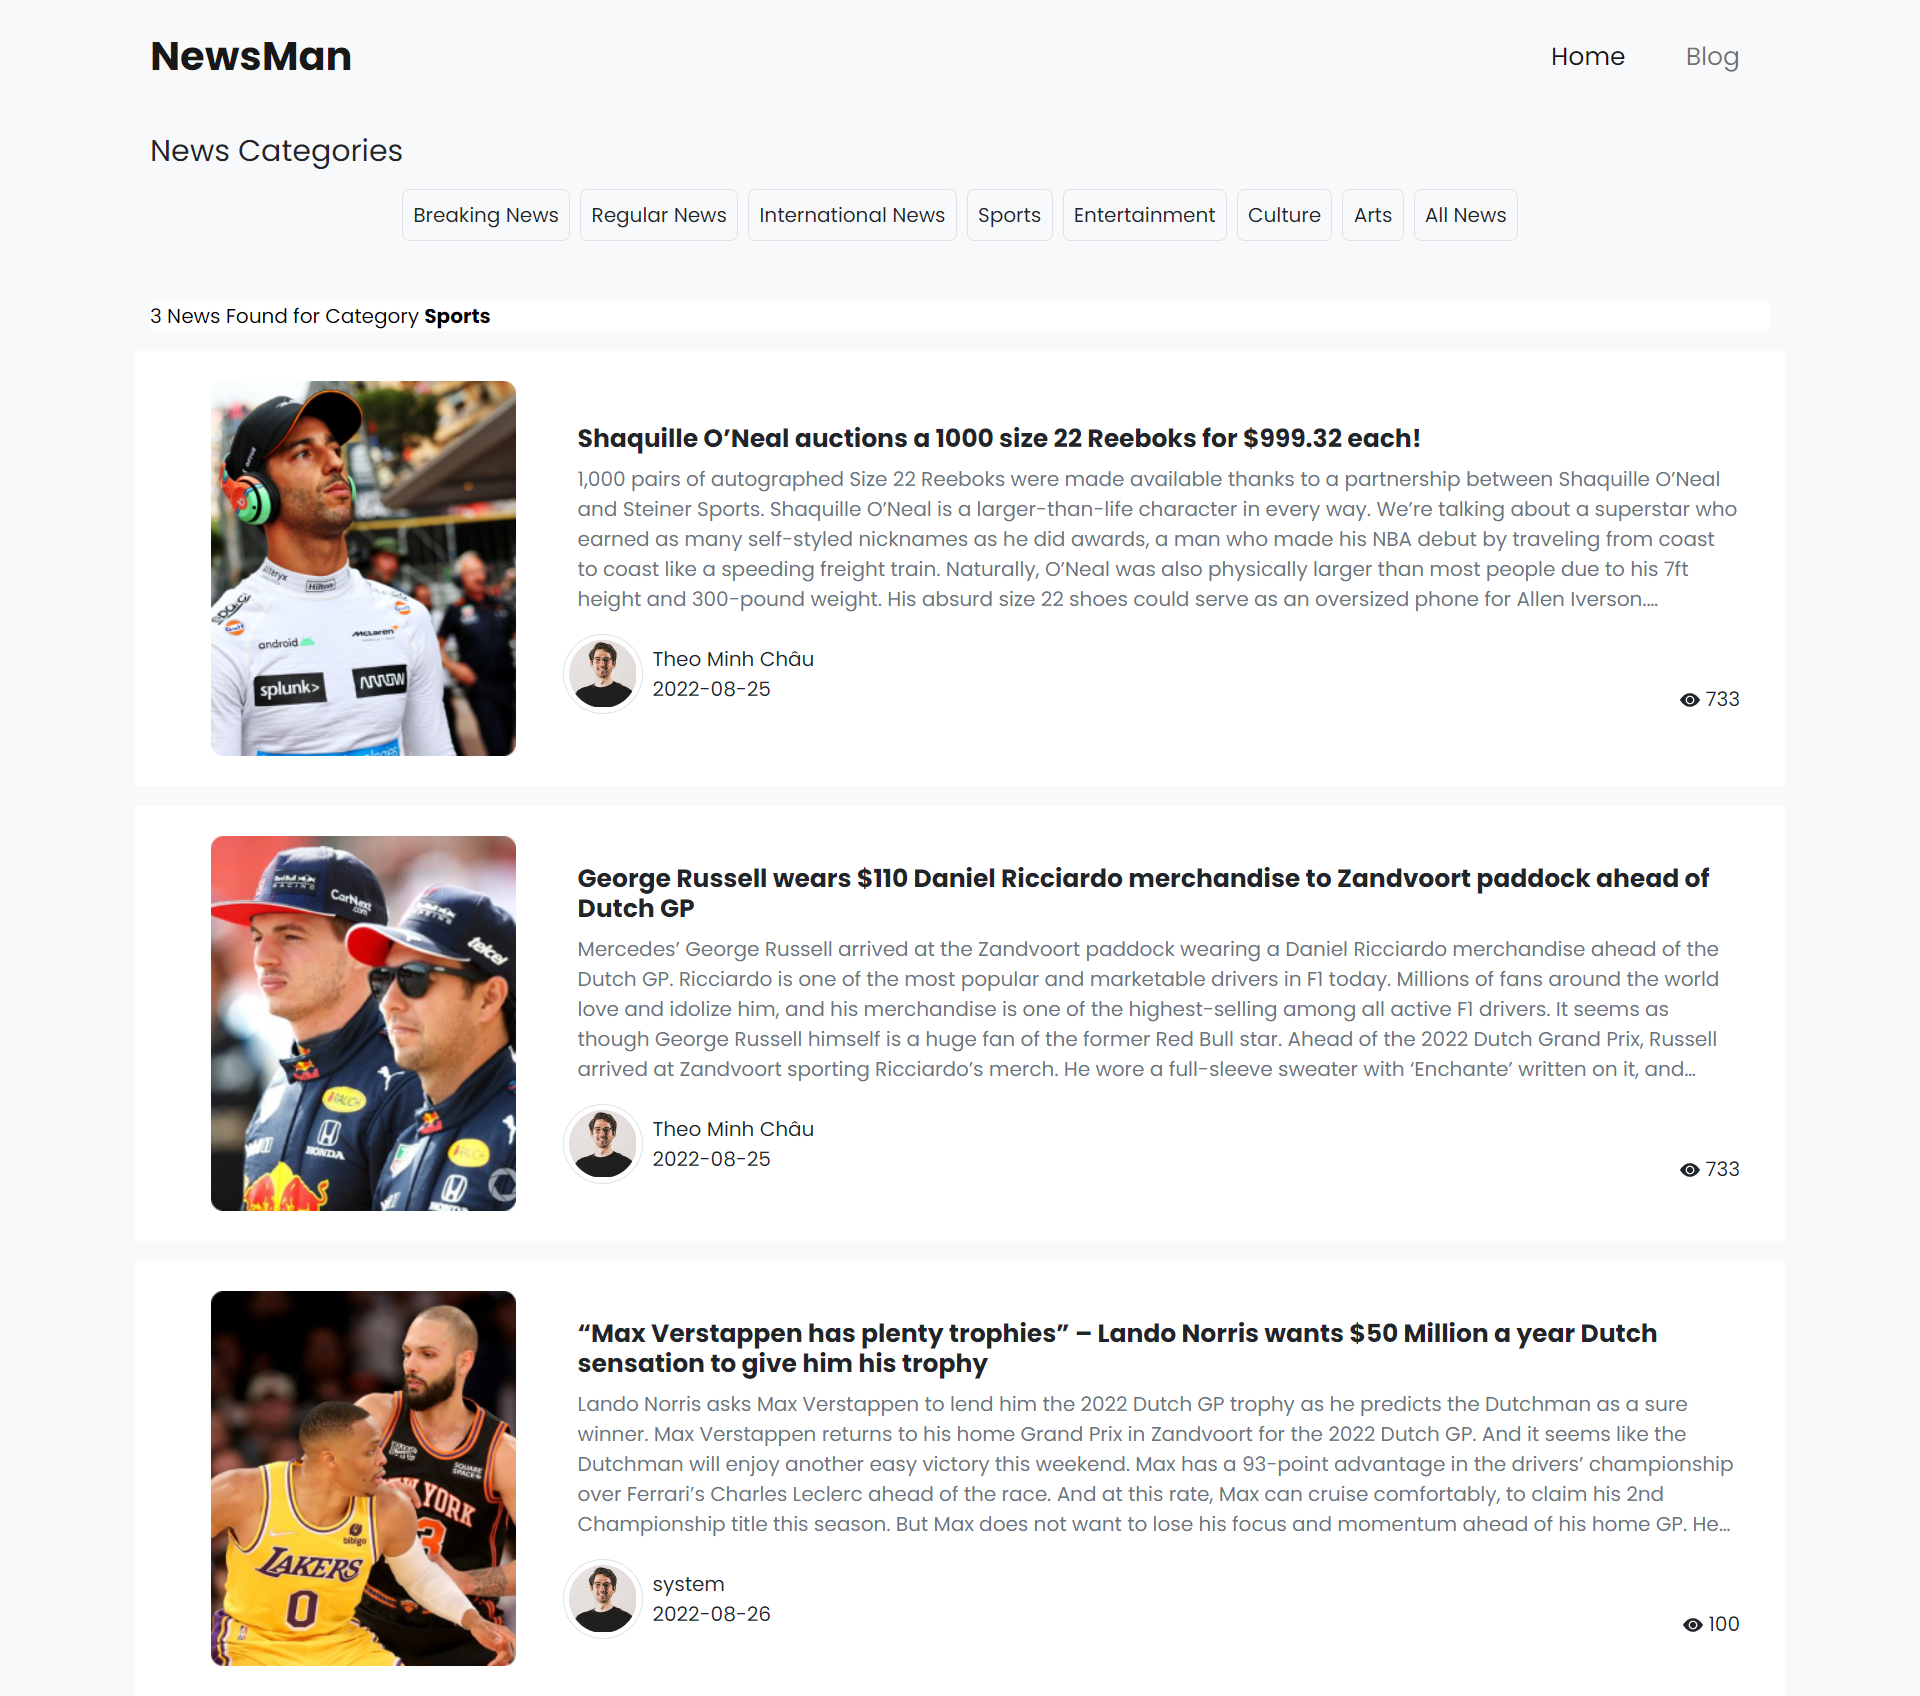 NewsMan
Home
Blog
News Categories
Breaking News
Regular News
International News
Sports
Entertainment
Culture
Arts
All News
3 News Found for Category Sports
Hilton
android
McLaren
splunk>
ARROW
Shaquille O’Neal auctions a 1000 size 22 Reeboks for $999.32 each!
1,000 pairs of autographed Size 22 Reeboks were made available thanks to a partnership between Shaquille O’Neal
and Steiner Sports. Shaquille O’Neal is a larger-than-life character in every way. We’re talking about a superstar who
earned as many self-styled nicknames as he did awards, a man who made his NBA debut by traveling from coast
to coast like a speeding freight train. Naturally, O’Neal was also physically larger than most people due to his 7ft
height and 300-pound weight. His absurd size 22 shoes could serve as an oversized phone for Allen Iverson....
Theo Minh Châu
2022-08-25
733
CarNext
.com
telcel
RAUCH
HONDA
HONDA
George Russell wears $110 Daniel Ricciardo merchandise to Zandvoort paddock ahead of
Dutch GP
Mercedes’ George Russell arrived at the Zandvoort paddock wearing a Daniel Ricciardo merchandise ahead of the
Dutch GP. Ricciardo is one of the most popular and marketable drivers in F1 today. Millions of fans around the world
love and idolize him, and his merchandise is one of the highest-selling among all active F1 drivers. It seems as
though George Russell himself is a huge fan of the former Red Bull star. Ahead of the 2022 Dutch Grand Prix, Russell
arrived at Zandvoort sporting Ricciardo’s merch. He wore a full-sleeve sweater with ‘Enchante’ written on it, and...
Theo Minh Châu
2022-08-25
733
SQUARE
SPACE
YORK
3
bibigo
LAKERS
0
“Max Verstappen has plenty trophies” – Lando Norris wants $50 Million a year Dutch
sensation to give him his trophy
Lando Norris asks Max Verstappen to lend him the 2022 Dutch GP trophy as he predicts the Dutchman as a sure
winner. Max Verstappen returns to his home Grand Prix in Zandvoort for the 2022 Dutch GP. And it seems like the
Dutchman will enjoy another easy victory this weekend. Max has a 93-point advantage in the drivers’ championship
over Ferrari’s Charles Leclerc ahead of the race. And at this rate, Max can cruise comfortably, to claim his 2nd
Championship title this season. But Max does not want to lose his focus and momentum ahead of his home GP. He...
system
2022-08-26
100